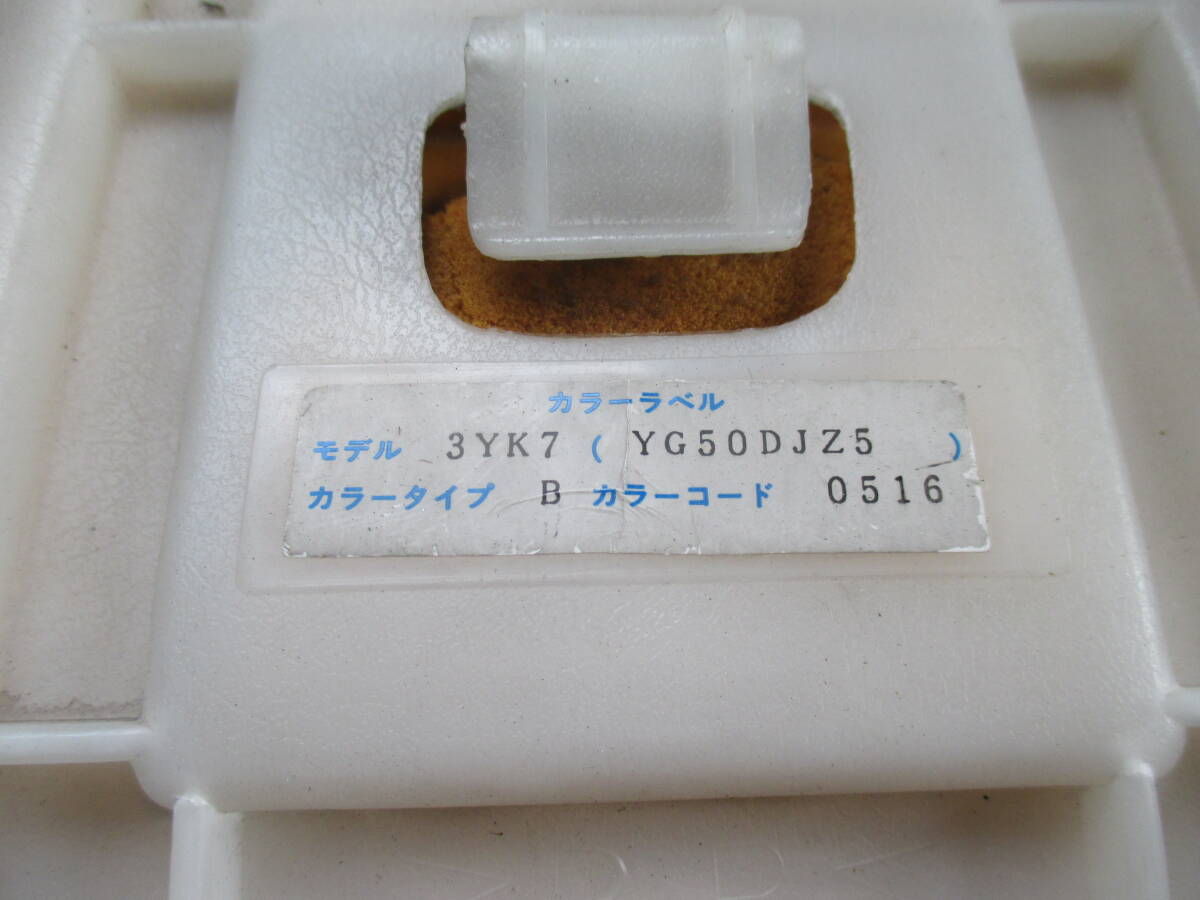 カラーラベル
モデル 3YK7 ( YG50DJZ5 )
カラータイプ B カラーコード 0516